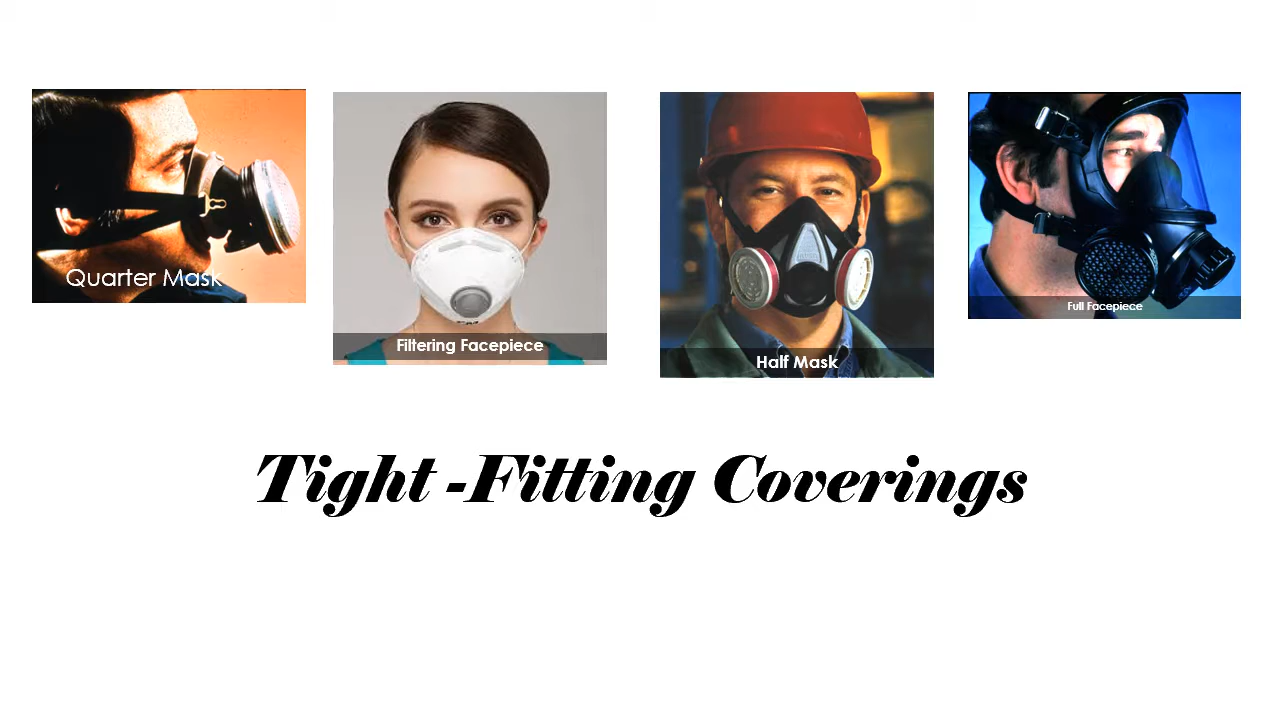 Quarter Mask
Filtering Facepiece
Half Mask
Full Facepiece
Tight -Fitting Coverings